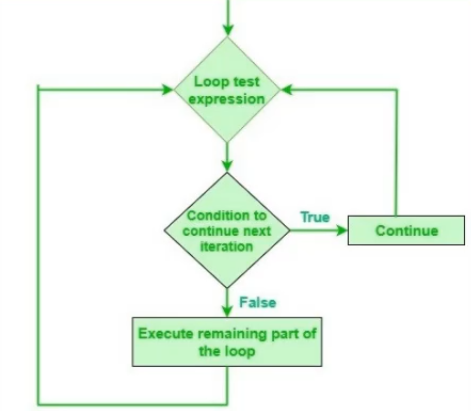 Loop test
expression
Condition to
continue next
iteration
True
Continue
False
Execute remaining part of
the loop